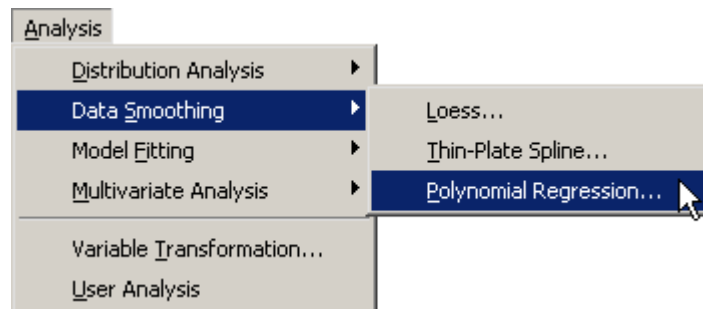 Analysis
Distribution Analysis
Data Smoothing
Loess...
Model Fitting
Thin-Plate Spline...
Multivariate Analysis
Polynomial Regression...
Variable Transformation...
User Analysis